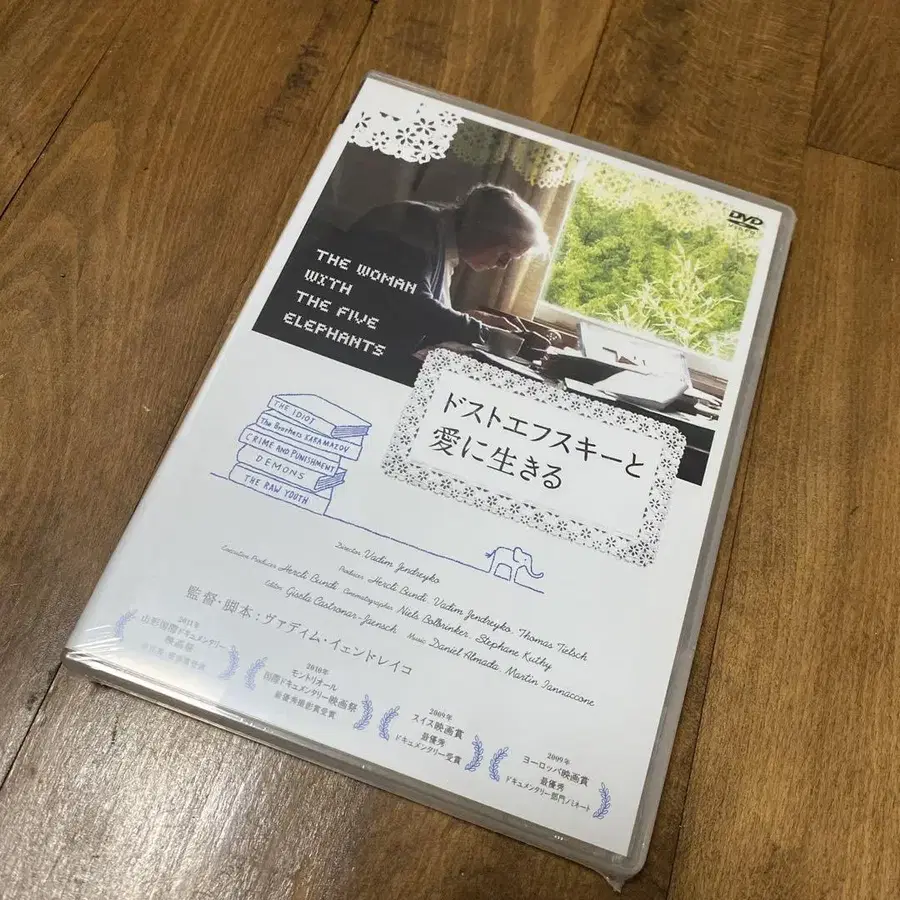 DVD
VIDEO
THE WOMAN
WITH
THE FIVE
ELEPHANTS
ドストエフスキーと
愛に生きる
THE IDIOT
The Brothers KARAMAZOV
CRIME AND PUNISHMENT
DEMONS
THE RAW YOUTH
Director Vadim Jendreyko
Executive Producer Hercli Bundi Producer Hercli Bundi, Vadim Jendreyko, Thomas Tielsch
Cinematographer Niels Bolbrinker, Stéphane Kuthy
Editor Gisela Castronari-Jaensch Music Daniel Almada, Martin Iannaccone
監督・脚本：ヴァディム・イェンドレイコ
2011年
山形国際ドキュメンタリー
映画祭
2010年
モントリオール
国際ドキュメンタリー映画祭
最優秀撮影賞受賞
2009年
スイス映画賞
最優秀
ドキュメンタリー受賞
2009年
ヨーロッパ映画賞
最優秀
ドキュメンタリー部門ノミネート